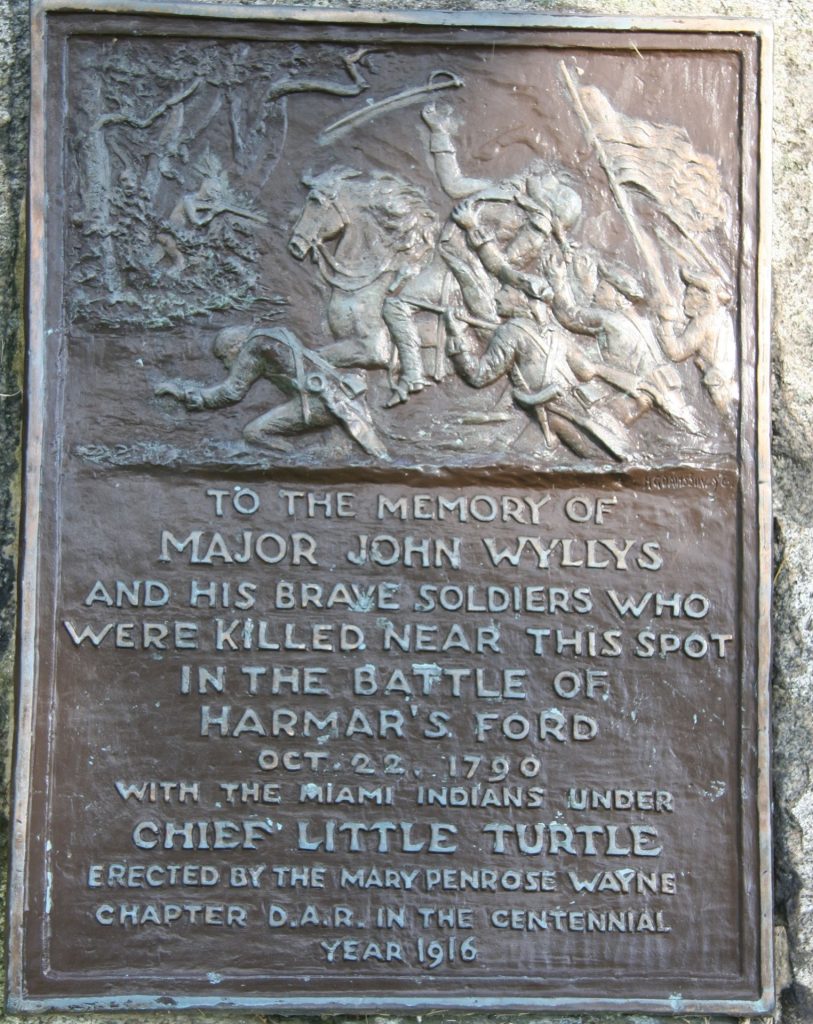 TO THE MEMORY OF
MAJOR JOHN WYLLYS
AND HIS BRAVE SOLDIERS WHO
WERE KILLED NEAR THIS SPOT
IN THE BATTLE OF
HARMAR'S FORD
OCT. 22, 1790
WITH THE MIAMI INDIANS UNDER
CHIEF LITTLE TURTLE
ERECTED BY THE MARY PENROSE WAYNE
CHAPTER D.A.R. IN THE CENTENNIAL
YEAR 1916